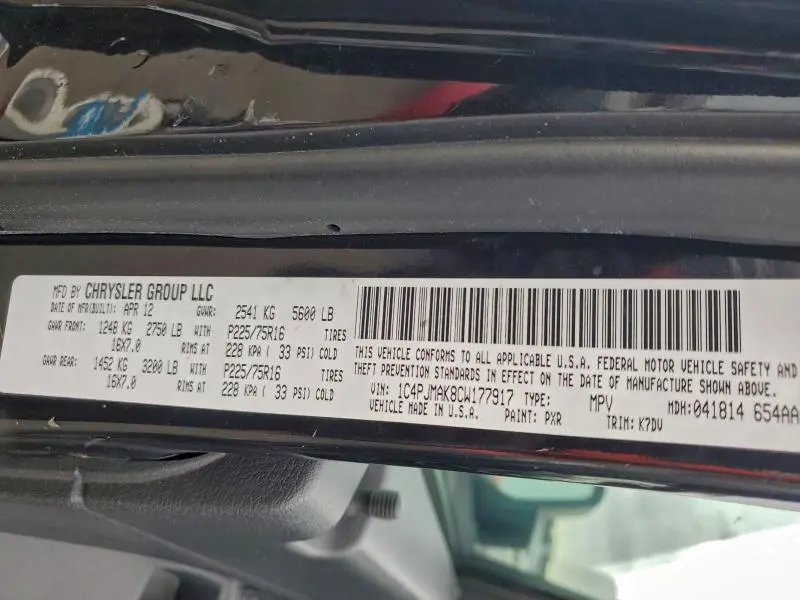 MFD BY CHRYSLER GROUP LLC
DATE OF MFR(BUILT): APR 12 GVWR: 2541 KG 5600 LB
GAWR FRONT: 1248 KG 2750 LB WITH P225/75R16 TIRES
16X7.0 RIMS AT 228 KPA ( 33 PSI) COLD
GAWR REAR: 1452 KG 3200 LB WITH P225/75R16 TIRES
16X7.0 RIMS AT 228 KPA ( 33 PSI) COLD
THIS VEHICLE CONFORMS TO ALL APPLICABLE U.S.A. FEDERAL MOTOR VEHICLE SAFETY AND
THEFT PREVENTION STANDARDS IN EFFECT ON THE DATE OF MANUFACTURE SHOWN ABOVE.
VIN: 1C4PJMAK8CW177917 TYPE: MPV MDH:041814 654AA
VEHICLE MADE IN U.S.A. PAINT: PXR TRIM: K7DV